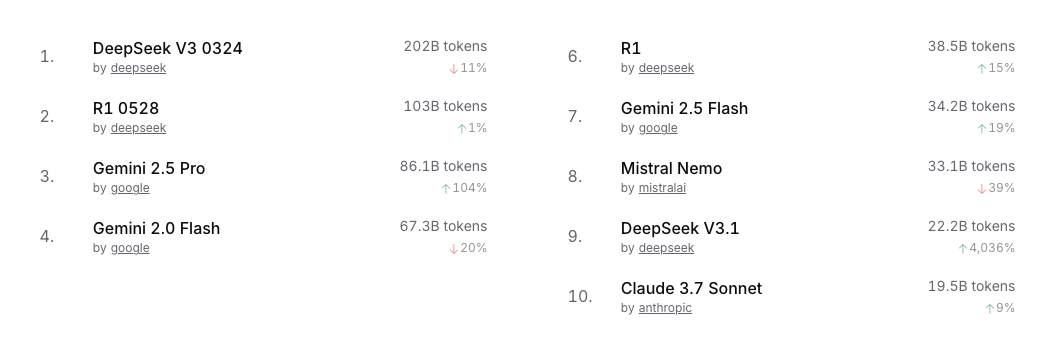 1.
DeepSeek V3 0324
202B tokens
by deepseek
↓11%
2.
R1 0528
103B tokens
by deepseek
↑1%
3.
Gemini 2.5 Pro
86.1B tokens
by google
↑104%
4.
Gemini 2.0 Flash
67.3B tokens
by google
↓20%
6.
R1
38.5B tokens
by deepseek
↑15%
7.
Gemini 2.5 Flash
34.2B tokens
by google
↑19%
8.
Mistral Nemo
33.1B tokens
by mistralai
↓39%
9.
DeepSeek V3.1
22.2B tokens
by deepseek
↑4,036%
10.
Claude 3.7 Sonnet
19.5B tokens
by anthropic
↑9%